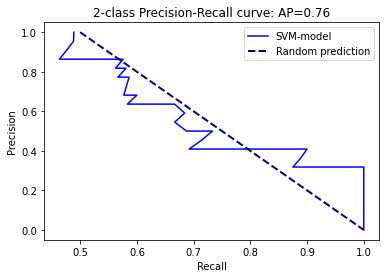 2-class Precision-Recall curve: AP=0.76
SVM-model
Random prediction
Precision
1.0
0.8
0.6
0.4
0.2
0.0
0.5
0.6
0.7
0.8
0.9
1.0
Recall